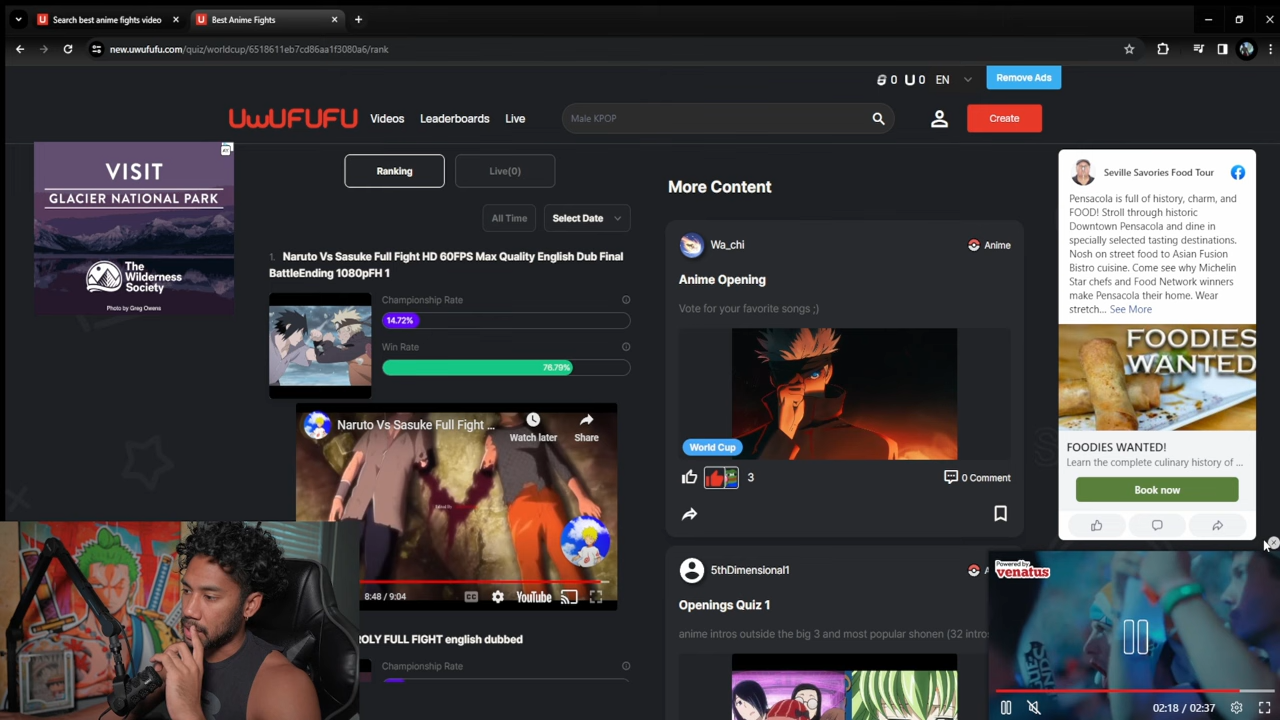 Search best anime fights video
Best Anime Fights
new.uwufufu.com/quiz/worldcup/6518611eb7cd86aa1f3080a6/rank
0 0 EN
Remove Ads
UwUFUFU
Videos
Leaderboards
Live
Male KPOP
Create
VISIT
GLACIER NATIONAL PARK
The
Wilderness
Society
Photo by Greg Owens
Ranking
Live(0)
All Time
Select Date
1. Naruto Vs Sasuke Full Fight HD 60FPS Max Quality English Dub Final
BattleEnding 1080pFH 1
Championship Rate
14.72%
Win Rate
76.79%
Naruto Vs Sasuke Full Fight ...
Watch later
Share
8:48 / 9:04
CC
YouTube
OLY FULL FIGHT english dubbed
Championship Rate
More Content
Wa_chi
Anime
Anime Opening
Vote for your favorite songs ;)
World Cup
3
0 Comment
5thDimensional1
A
Openings Quiz 1
anime intros outside the big 3 and most popular shonen (32 intros
Seville Savories Food Tour
Pensacola is full of history, charm, and
FOOD! Stroll through historic
Downtown Pensacola and dine in
specially selected tasting destinations.
Nosh on street food to Asian Fusion
Bistro cuisine. Come see why Michelin
Star chefs and Food Network winners
make Pensacola their home. Wear
stretch... See More
FOODIES
WANTED
FOODIES WANTED!
Learn the complete culinary history of ...
Book now
Powered by
venatus
02:18 / 02:37